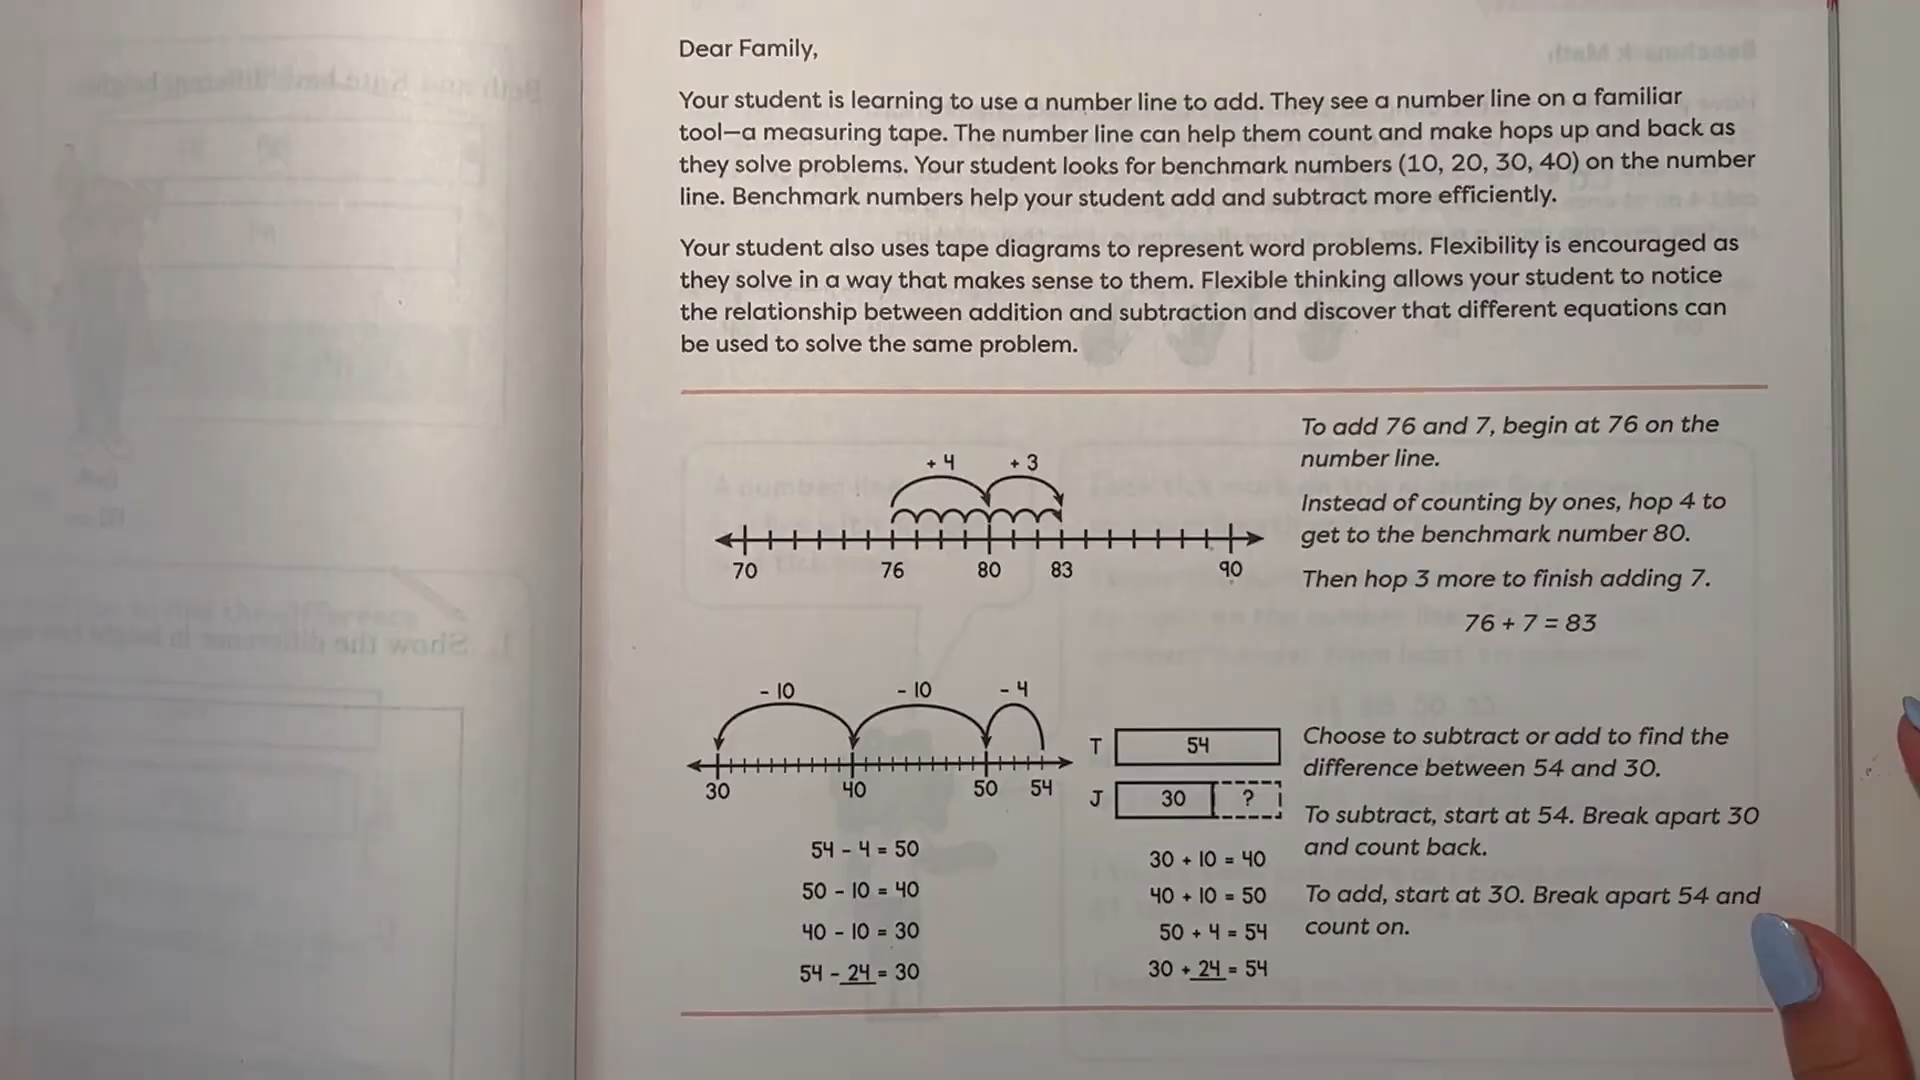 Dear Family,
Your student is learning to use a number line to add. They see a number line on a familiar
tool—a measuring tape. The number line can help them count and make hops up and back as
they solve problems. Your student looks for benchmark numbers (10, 20, 30, 40) on the number
line. Benchmark numbers help your student add and subtract more efficiently.
Your student also uses tape diagrams to represent word problems. Flexibility is encouraged as
they solve in a way that makes sense to them. Flexible thinking allows your student to notice
the relationship between addition and subtraction and discover that different equations can
be used to solve the same problem.
+ 4 + 3
70 76 80 83 90
To add 76 and 7, begin at 76 on the
number line.
Instead of counting by ones, hop 4 to
get to the benchmark number 80.
Then hop 3 more to finish adding 7.
76 + 7 = 83
- 10 - 10 - 4
30 40 50 54
54 - 4 = 50
50 - 10 = 40
40 - 10 = 30
54 - 24 = 30
T 54
J 30 ?
30 + 10 = 40
40 + 10 = 50
50 + 4 = 54
30 + 24 = 54
Choose to subtract or add to find the
difference between 54 and 30.
To subtract, start at 54. Break apart 30
and count back.
To add, start at 30. Break apart 54 and
count on.